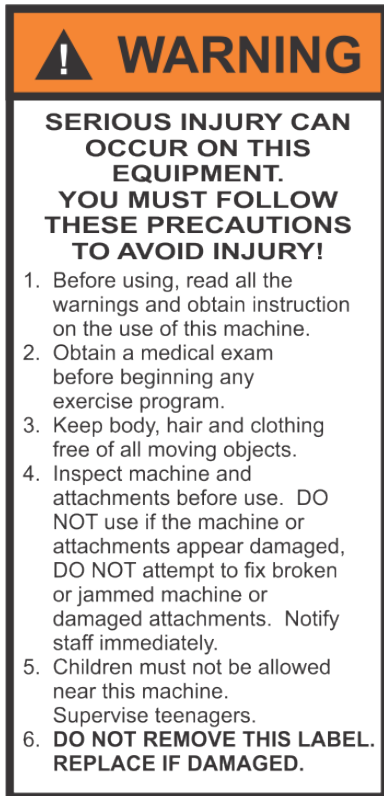 WARNING
SERIOUS INJURY CAN
OCCUR ON THIS
EQUIPMENT.
YOU MUST FOLLOW
THESE PRECAUTIONS
TO AVOID INJURY!
1. Before using, read all the
warnings and obtain instruction
on the use of this machine.
2. Obtain a medical exam
before beginning any
exercise program.
3. Keep body, hair and clothing
free of all moving objects.
4. Inspect machine and
attachments before use. DO
NOT use if the machine or
attachments appear damaged,
DO NOT attempt to fix broken
or jammed machine or
damaged attachments. Notify
staff immediately.
5. Children must not be allowed
near this machine.
Supervise teenagers.
6. DO NOT REMOVE THIS LABEL.
REPLACE IF DAMAGED.